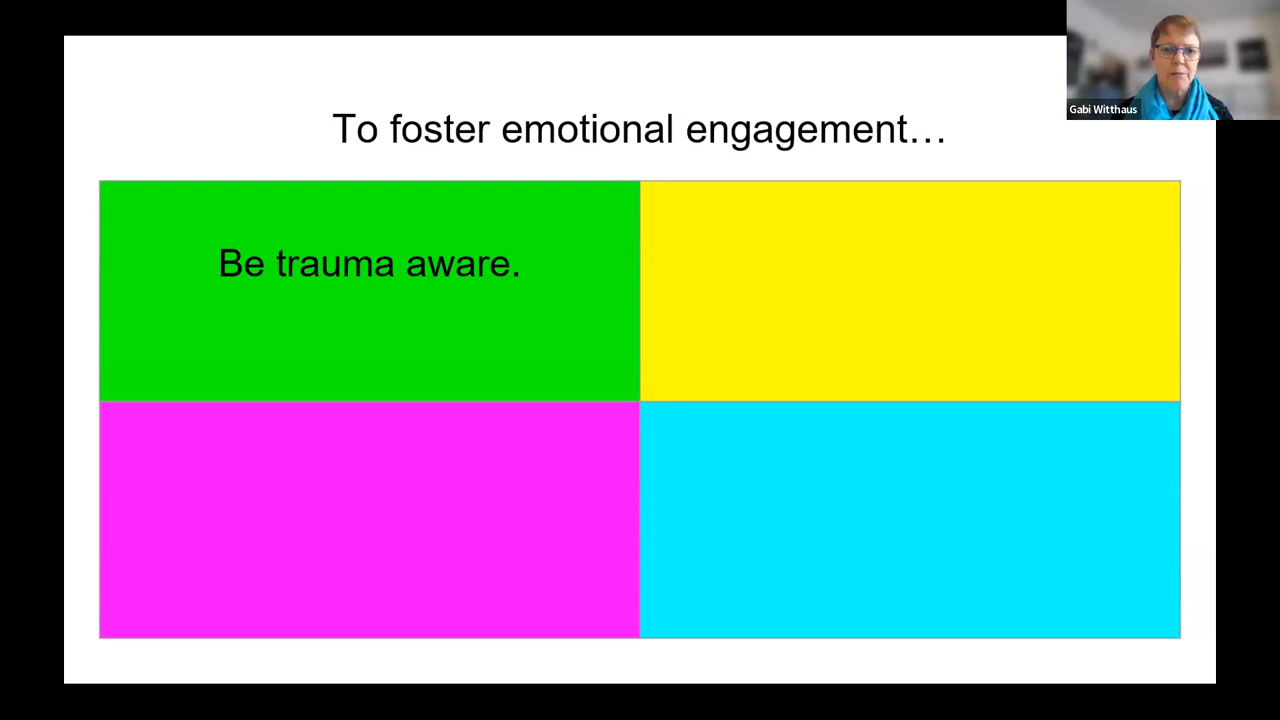 Gabi Witthaus
To foster emotional engagement…
Be trauma aware.